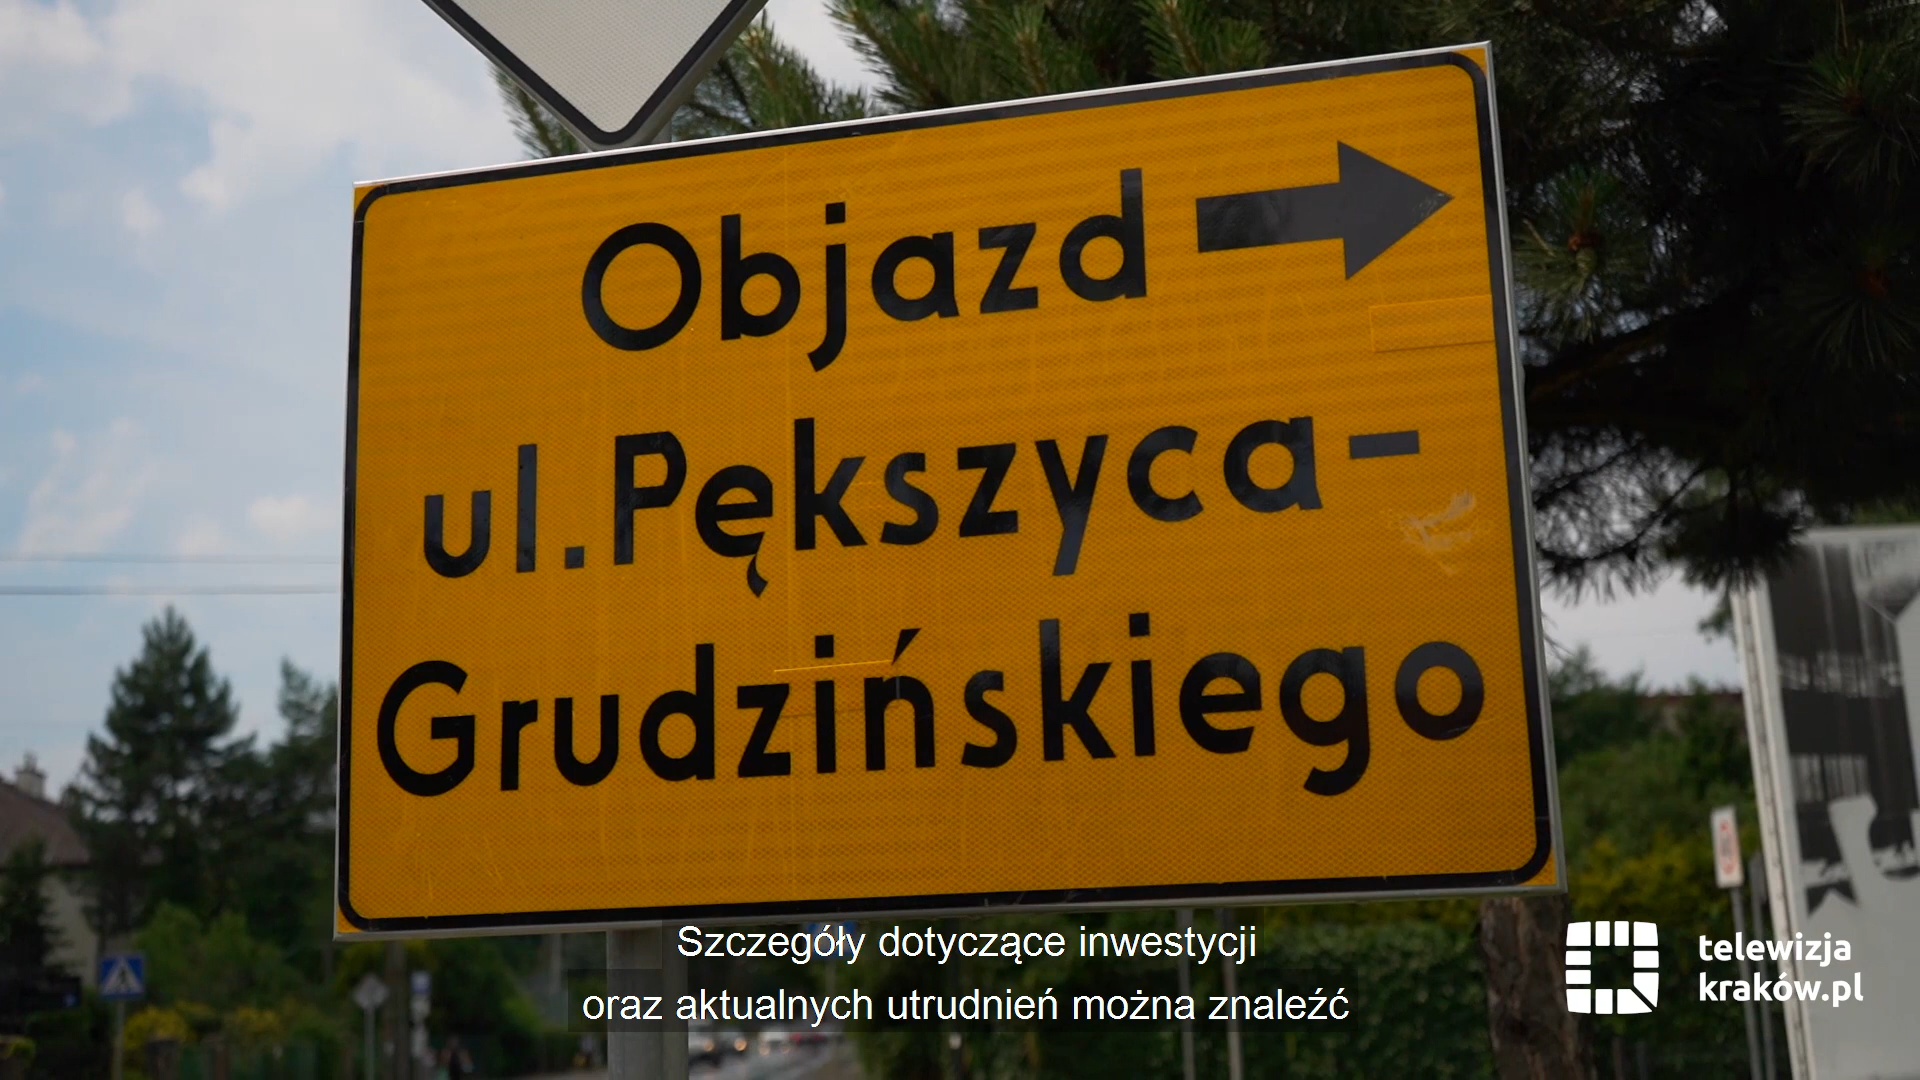 Objazd
ul. Pększyca-
Grudzińskiego
Szczegóły dotyczące inwestycji
oraz aktualnych utrudnień można znaleźć
telewizja
kraków.pl